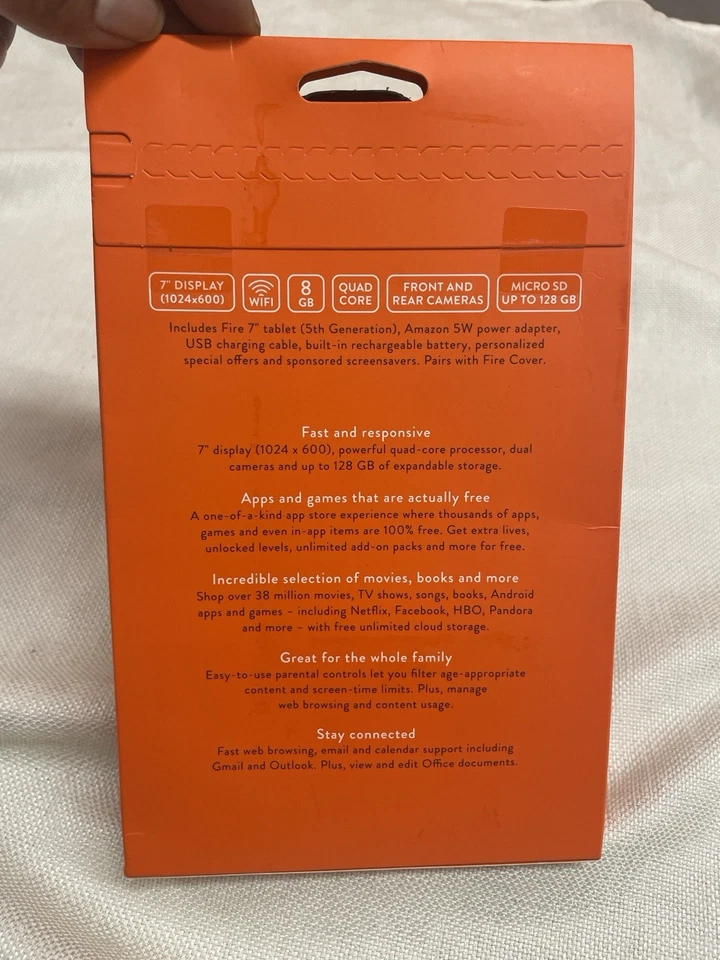 7" DISPLAY
(1024x600)
WIFI
8
GB
QUAD
CORE
FRONT AND
REAR CAMERAS
MICRO SD
UP TO 128 GB
Includes Fire 7" tablet (5th Generation), Amazon 5W power adapter,
USB charging cable, built-in rechargeable battery, personalized
special offers and sponsored screensavers. Pairs with Fire Cover.
Fast and responsive
7" display (1024 x 600), powerful quad-core processor, dual
cameras and up to 128 GB of expandable storage.
Apps and games that are actually free
A one-of-a-kind app store experience where thousands of apps,
games and even in-app items are 100% free. Get extra lives,
unlocked levels, unlimited add-on packs and more for free.
Incredible selection of movies, books and more
Shop over 38 million movies, TV shows, songs, books, Android
apps and games – including Netflix, Facebook, HBO, Pandora
and more – with free unlimited cloud storage.
Great for the whole family
Easy-to-use parental controls let you filter age-appropriate
content and screen-time limits. Plus, manage
web browsing and content usage.
Stay connected
Fast web browsing, email and calendar support including
Gmail and Outlook. Plus, view and edit Office documents.